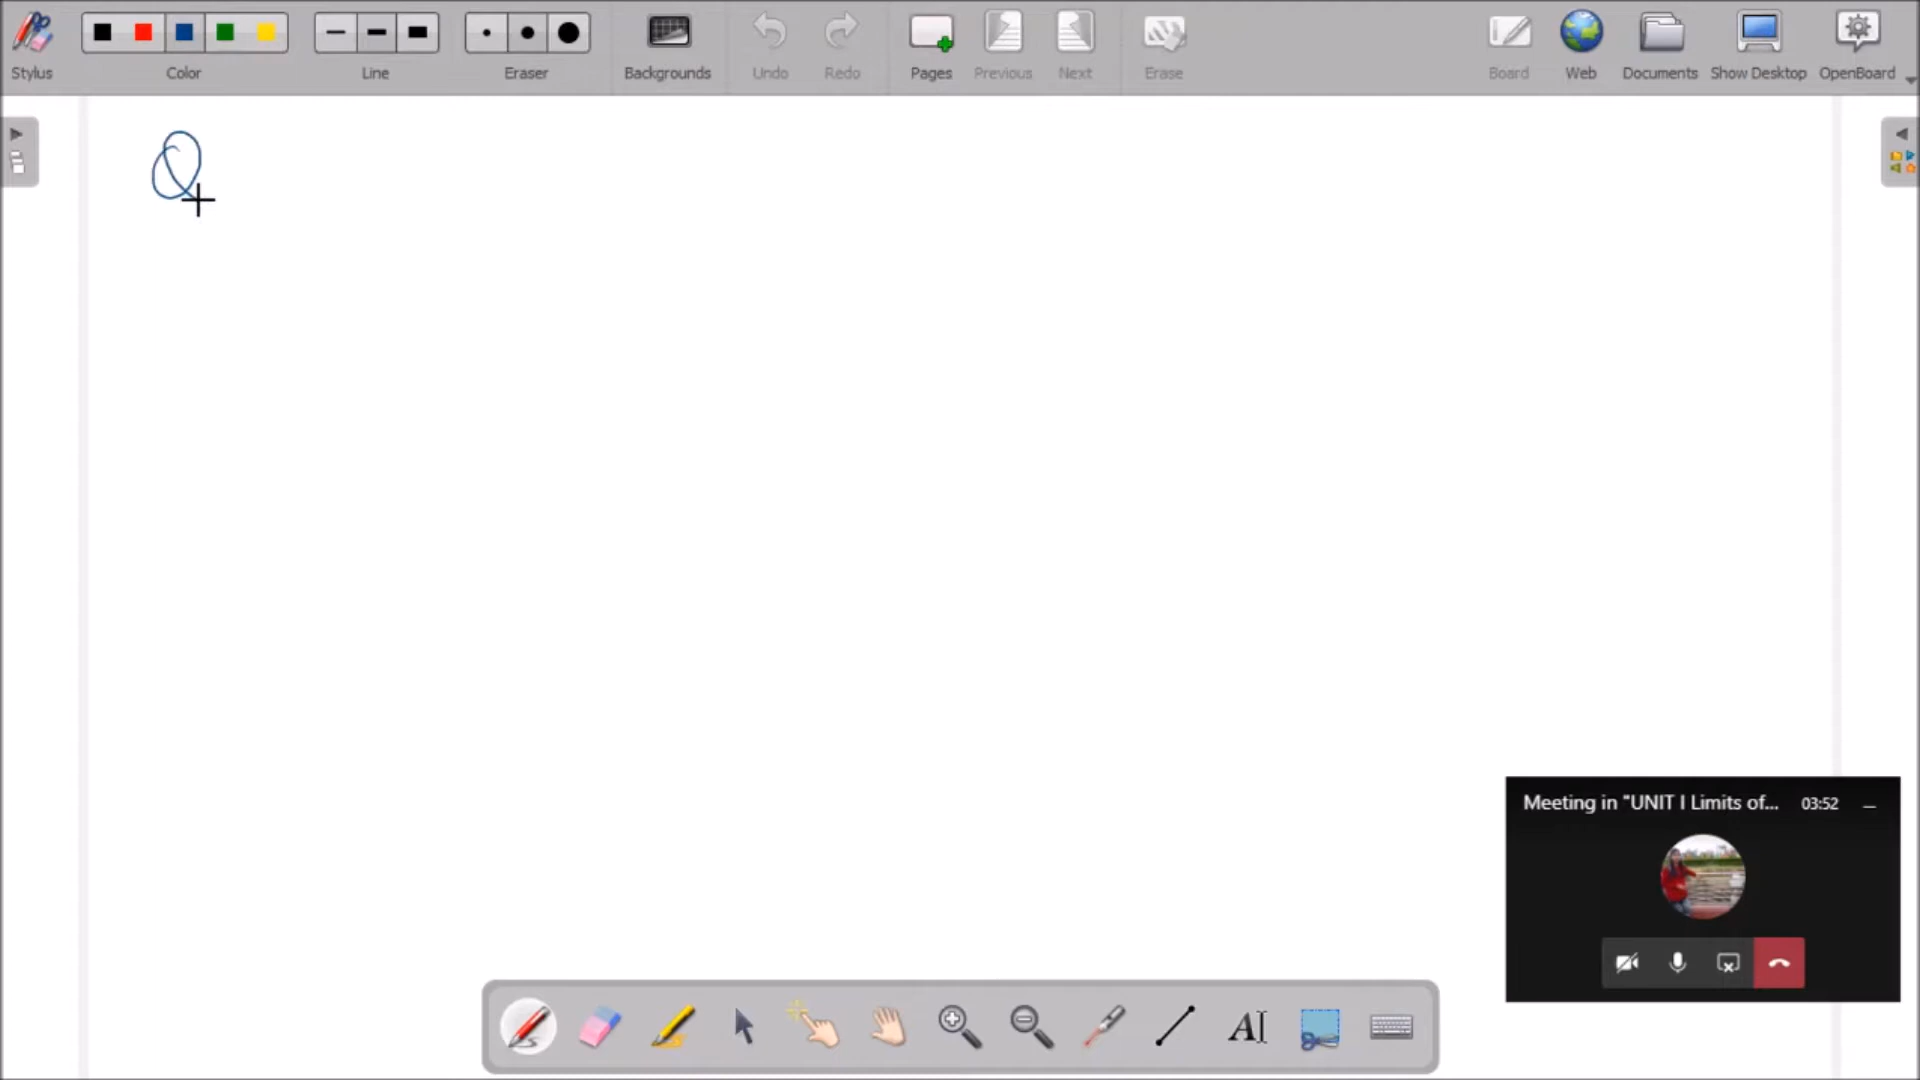 Stylus Color Line Eraser Backgrounds Undo Redo Pages Previous Next Erase Board Web Documents Show Desktop OpenBoard
Q
Meeting in "UNIT I Limits of... 03:52
AI